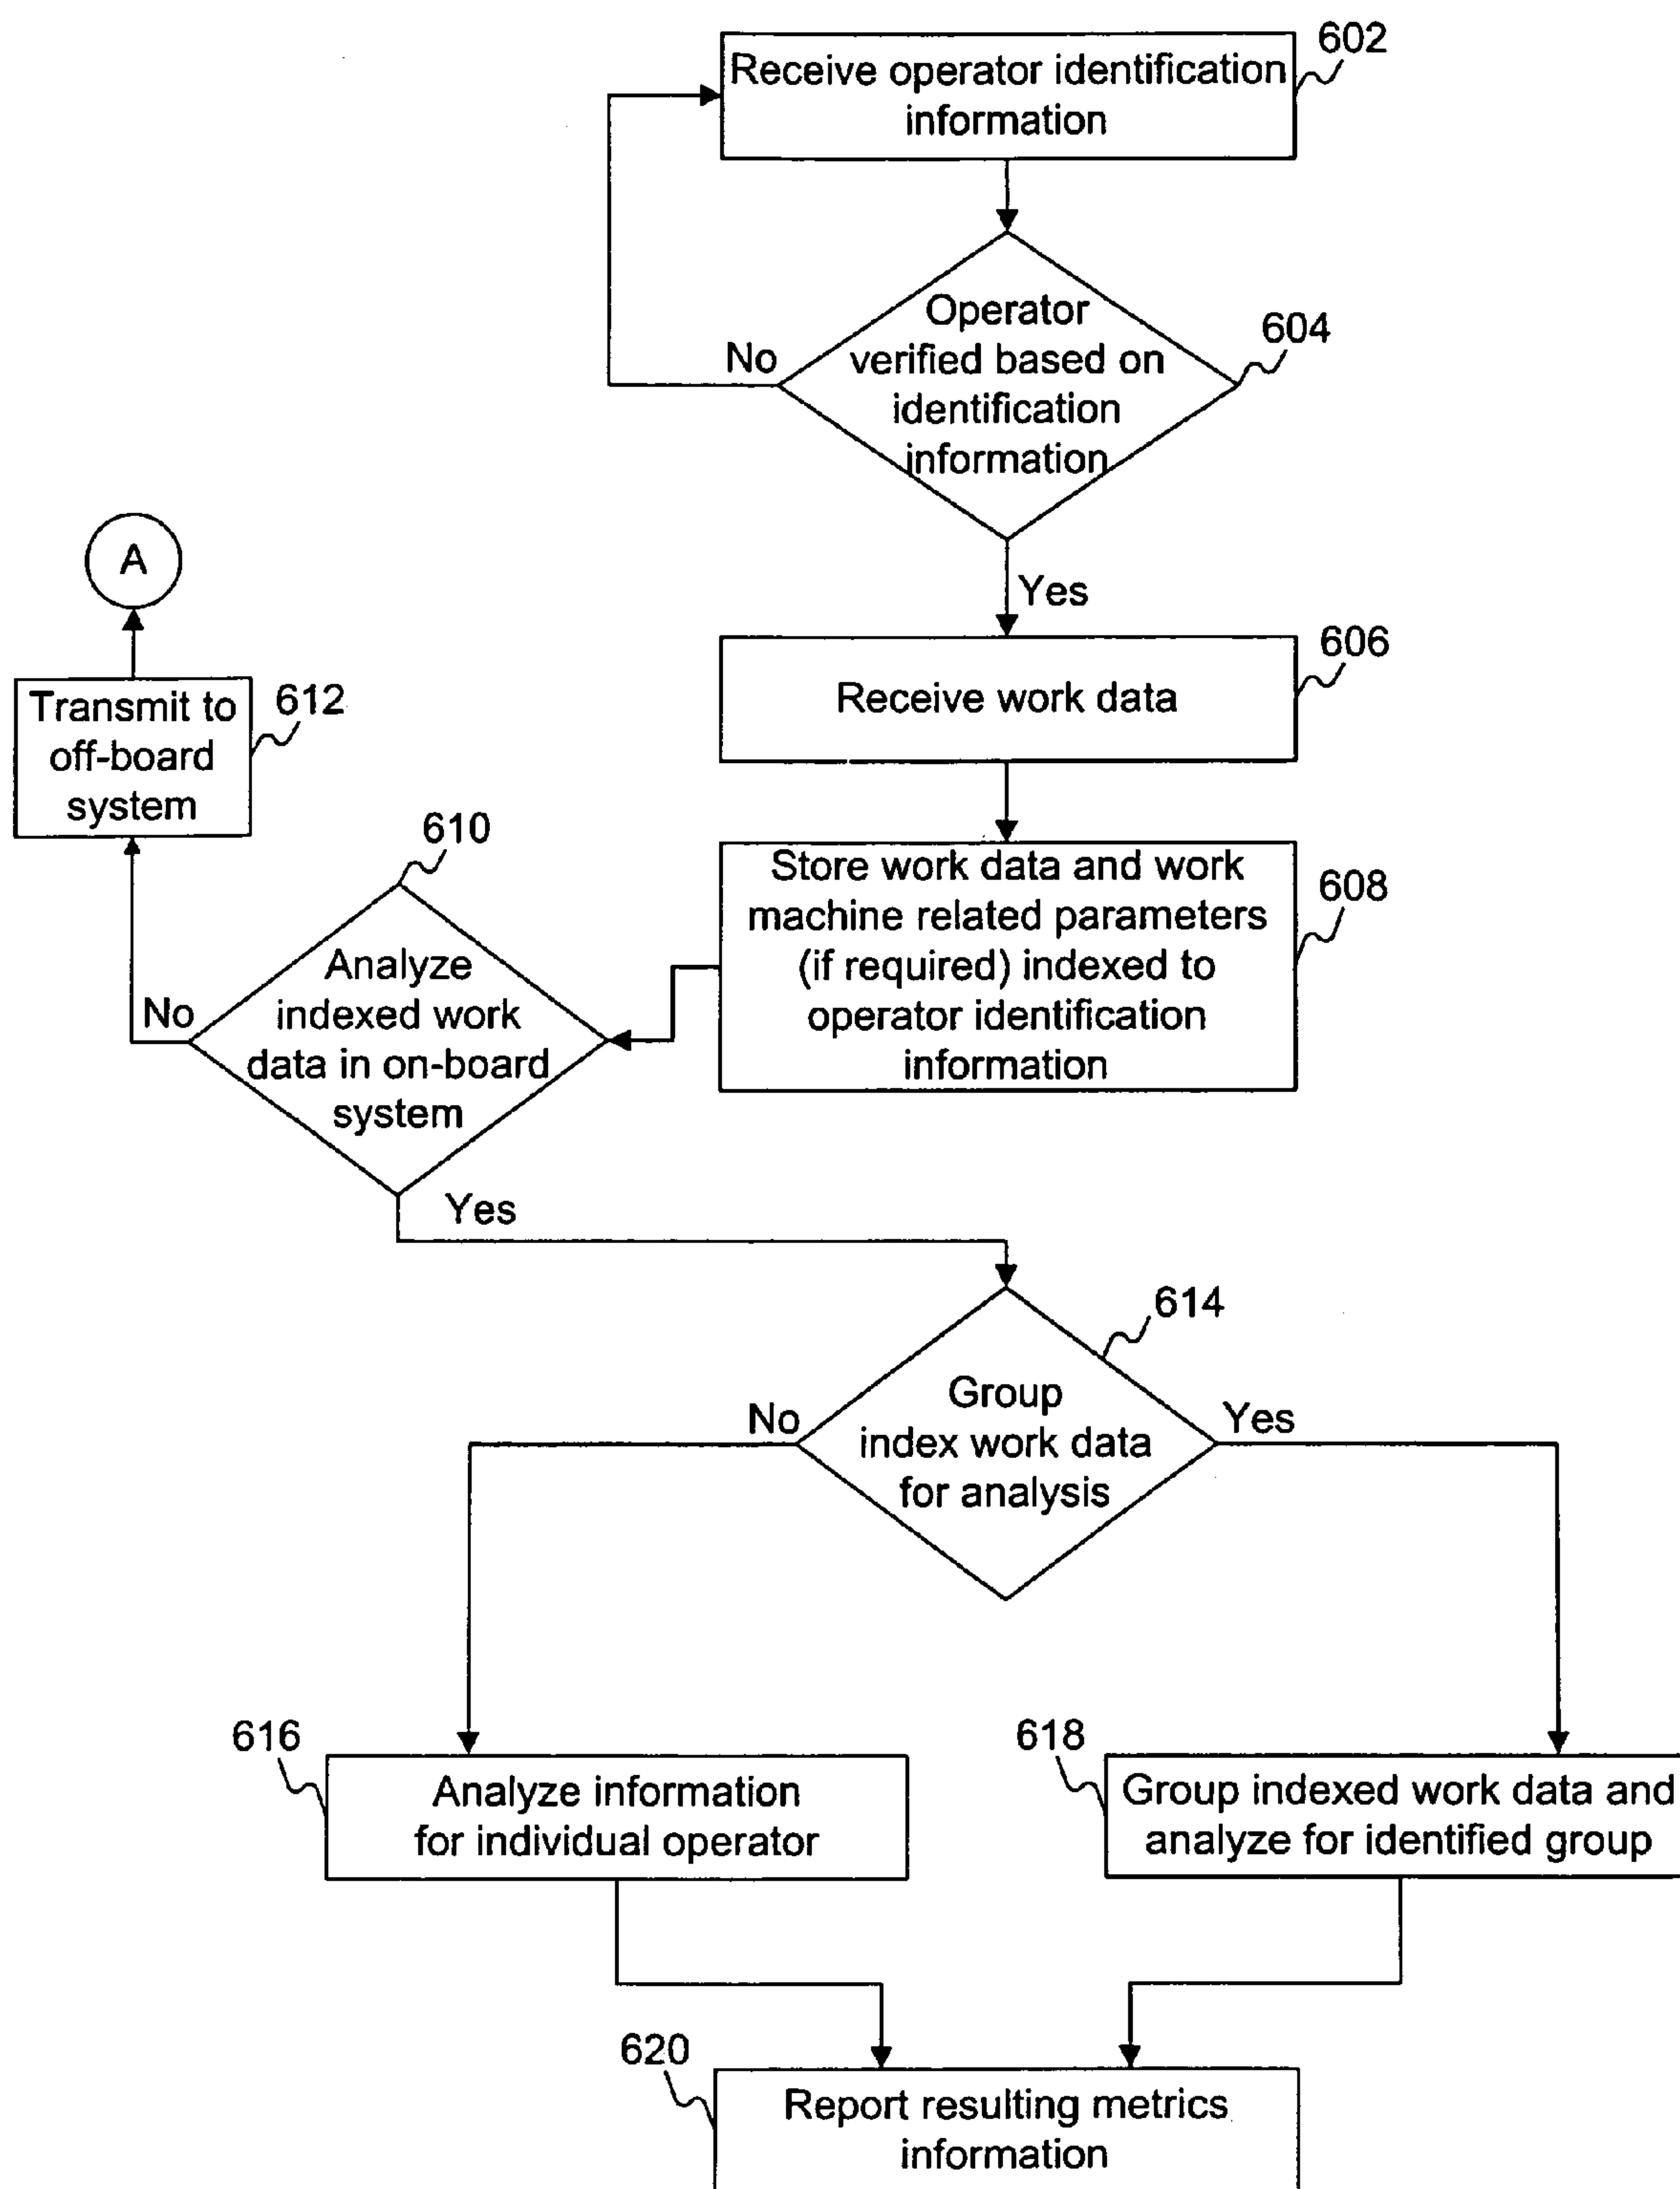 602
Receive operator identification
information
604
Operator
verified based on
identification
information
No
Yes
A
606
Receive work data
Transmit to
off-board
system
612
610
608
Store work data and work
machine related parameters
(if required) indexed to
operator identification
information
Analyze
indexed work
data in on-board
system
No
Yes
614
Group
index work data
for analysis
No
Yes
616
Analyze information
for individual operator
618
Group indexed work data and
analyze for identified group
620
Report resulting metrics
information